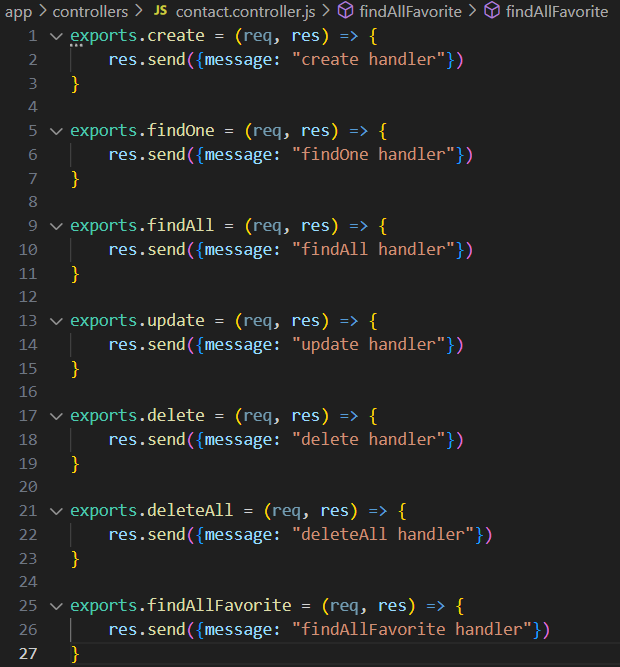 app > controllers > JS contact.controller.js > findAllFavorite > findAllFavorite
1 exports.create = (req, res) => {
2     res.send({message: "create handler"})
3 }
4
5 exports.findOne = (req, res) => {
6     res.send({message: "findOne handler"})
7 }
8
9 exports.findAll = (req, res) => {
10     res.send({message: "findAll handler"})
11 }
12
13 exports.update = (req, res) => {
14     res.send({message: "update handler"})
15 }
16
17 exports.delete = (req, res) => {
18     res.send({message: "delete handler"})
19 }
20
21 exports.deleteAll = (req, res) => {
22     res.send({message: "deleteAll handler"})
23 }
24
25 exports.findAllFavorite = (req, res) => {
26     res.send({message: "findAllFavorite handler"})
27 }